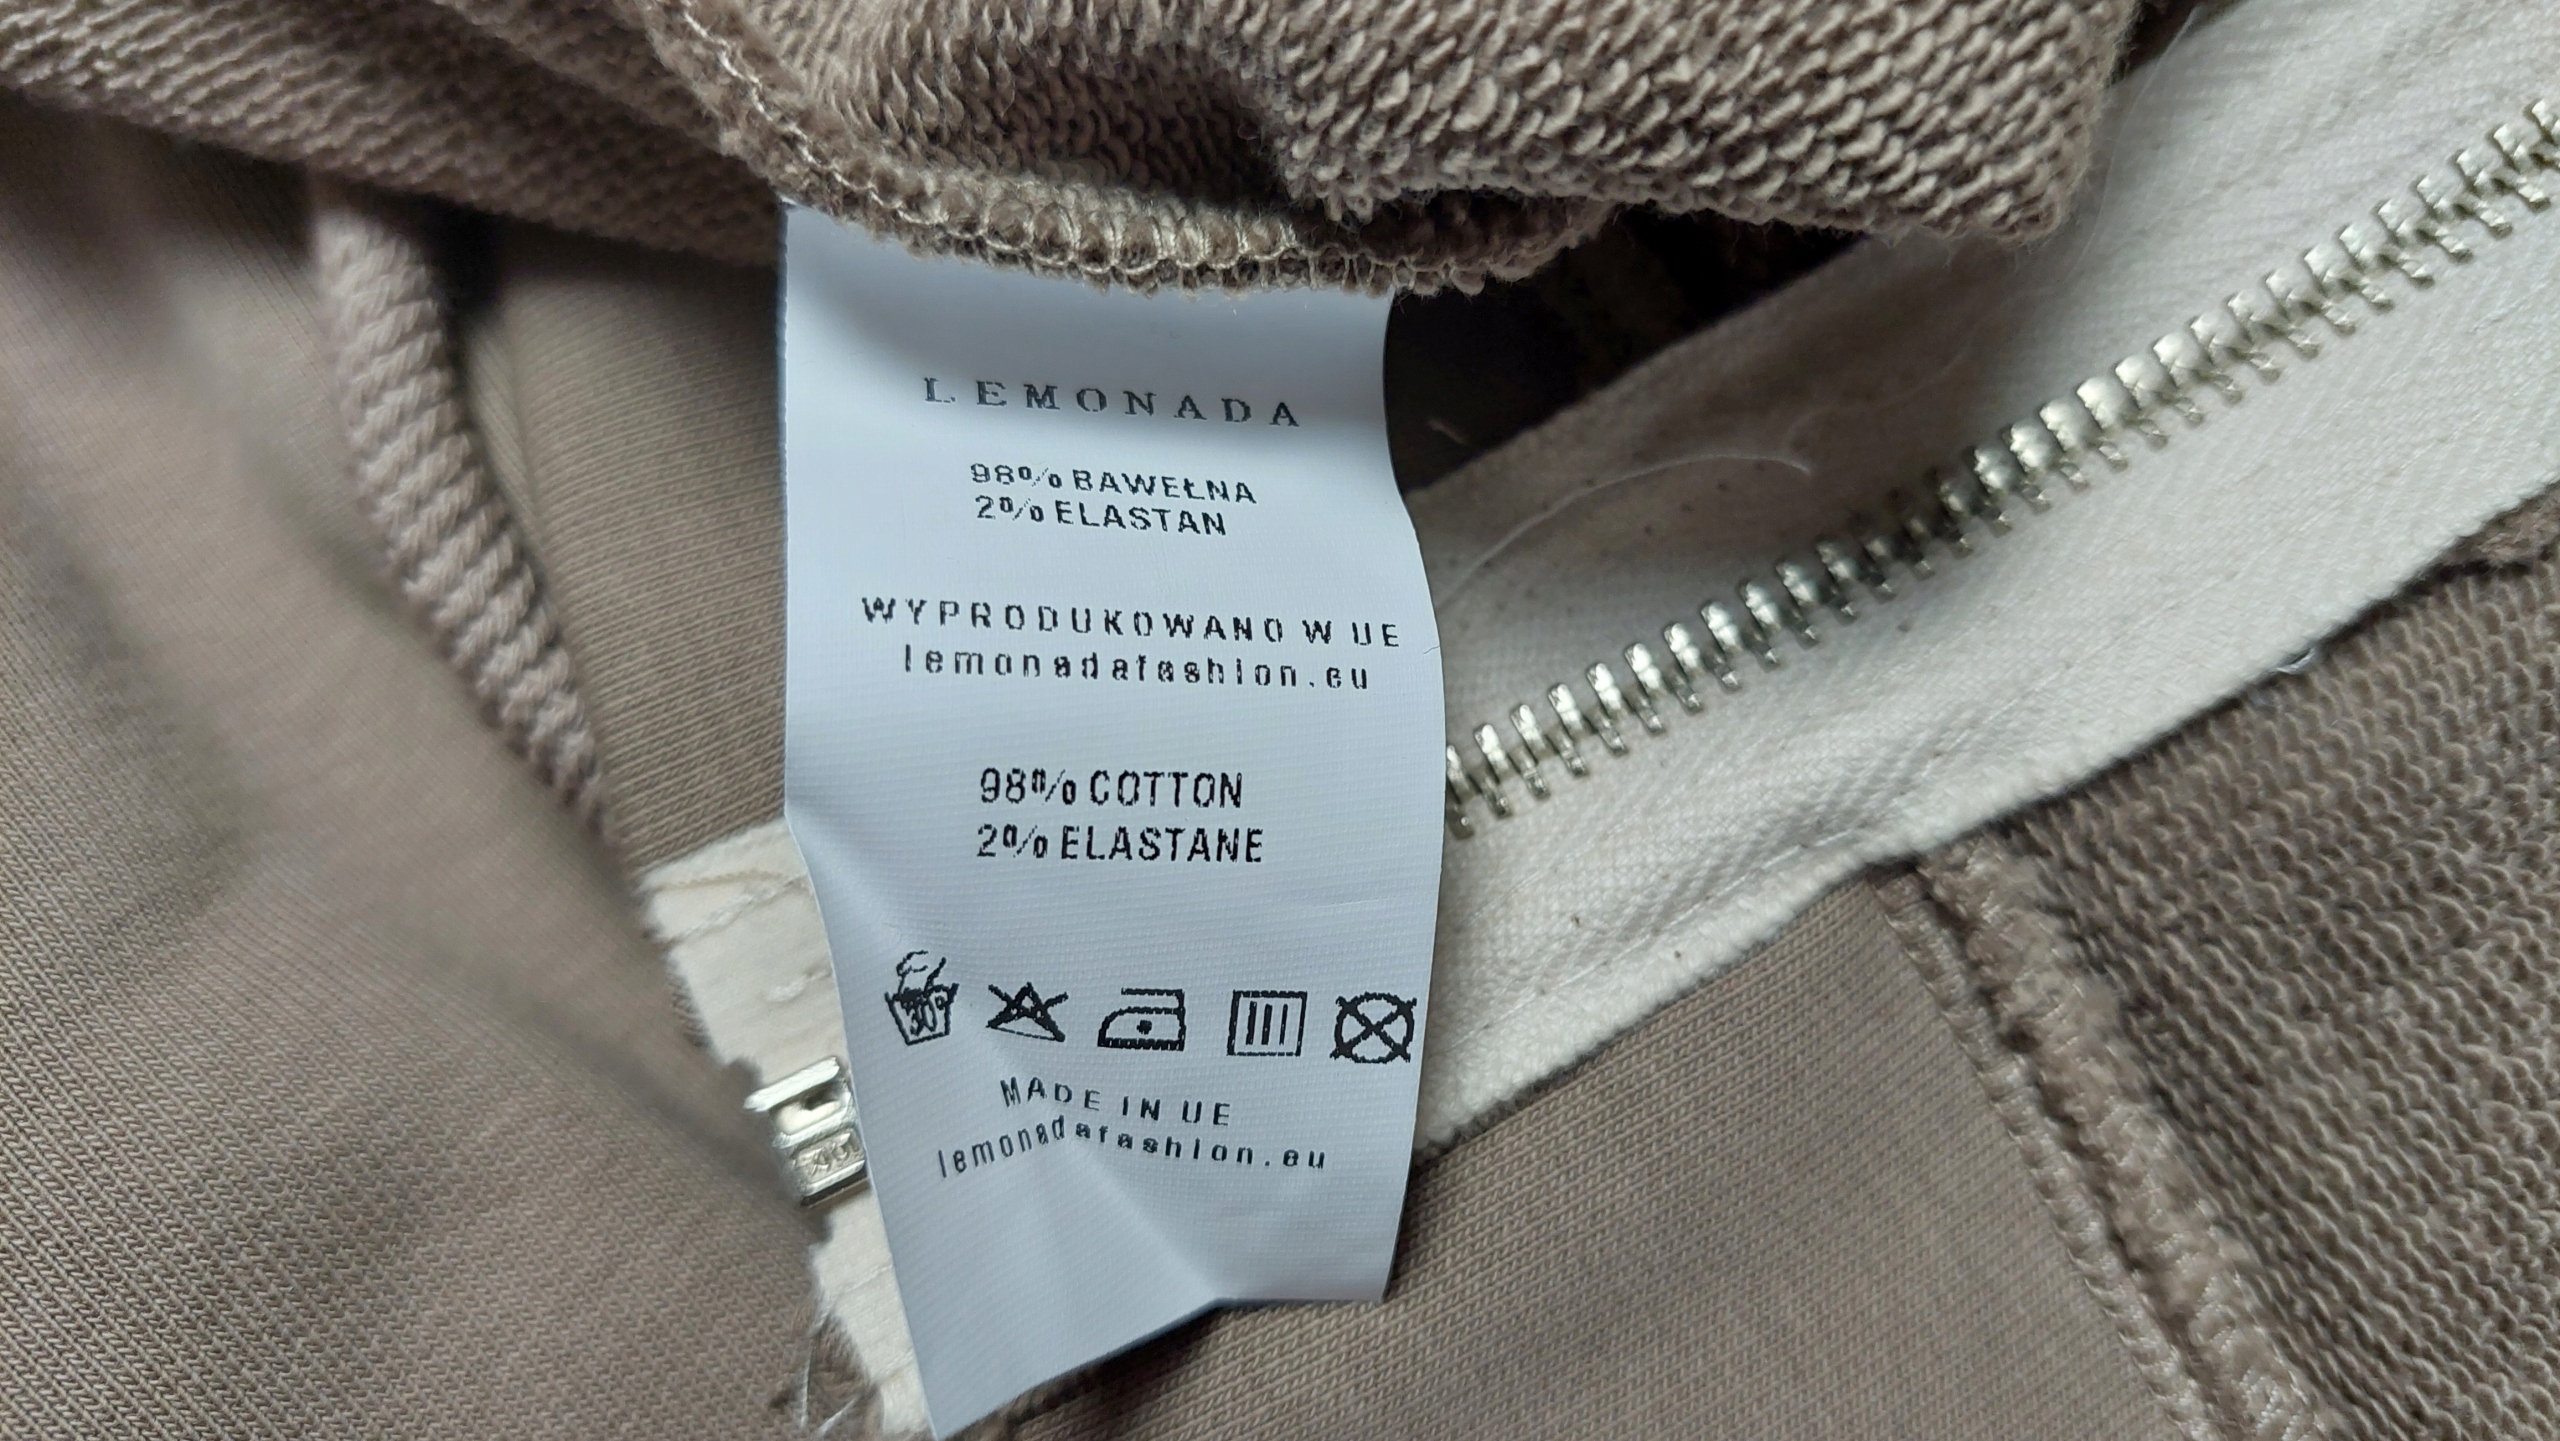 LEMONADA
98% BAWEŁNA
2% ELASTAN
WYPRODUKOWANO W UE
lemonadafashion.eu
98% COTTON
2% ELASTANE
30°
MADE IN UE
lemonadafashion.eu